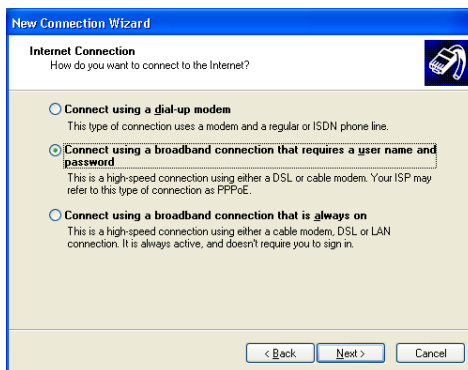 New Connection Wizard
Internet Connection
How do you want to connect to the Internet?
Connect using a dial-up modem
This type of connection uses a modem and a regular or ISDN phone line.
Connect using a broadband connection that requires a user name and
password
This is a high-speed connection using either a DSL or cable modem. Your ISP may
refer to this type of connection as PPPoE.
Connect using a broadband connection that is always on
This is a high-speed connection using either a cable modem, DSL or LAN
connection. It is always active, and doesn't require you to sign in.
< Back
Next >
Cancel